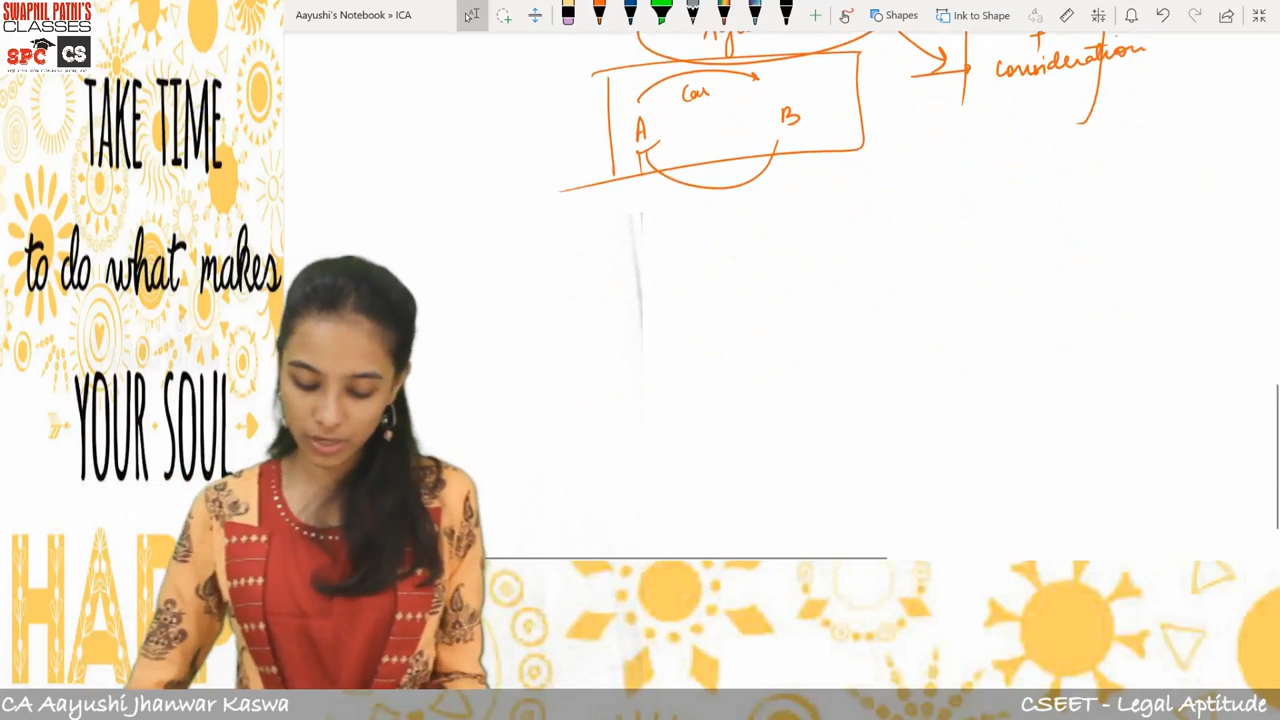 SWAPNIL PATNI'S
CLASSES
SPC CS
Aayushi's Notebook » ICA
Shapes
Ink to Shape
consideration
Car
A
B
TAKE TIME
to do what makes
YOUR SOUL
HAP
CA Aayushi Jhanwar Kaswa
CSEET - Legal Aptitude